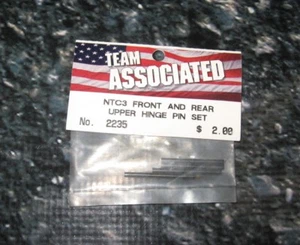 TEAM
ASSOCIATED
NTC3 FRONT AND REAR
UPPER HINGE PIN SET
No. 2235 $ 2.00